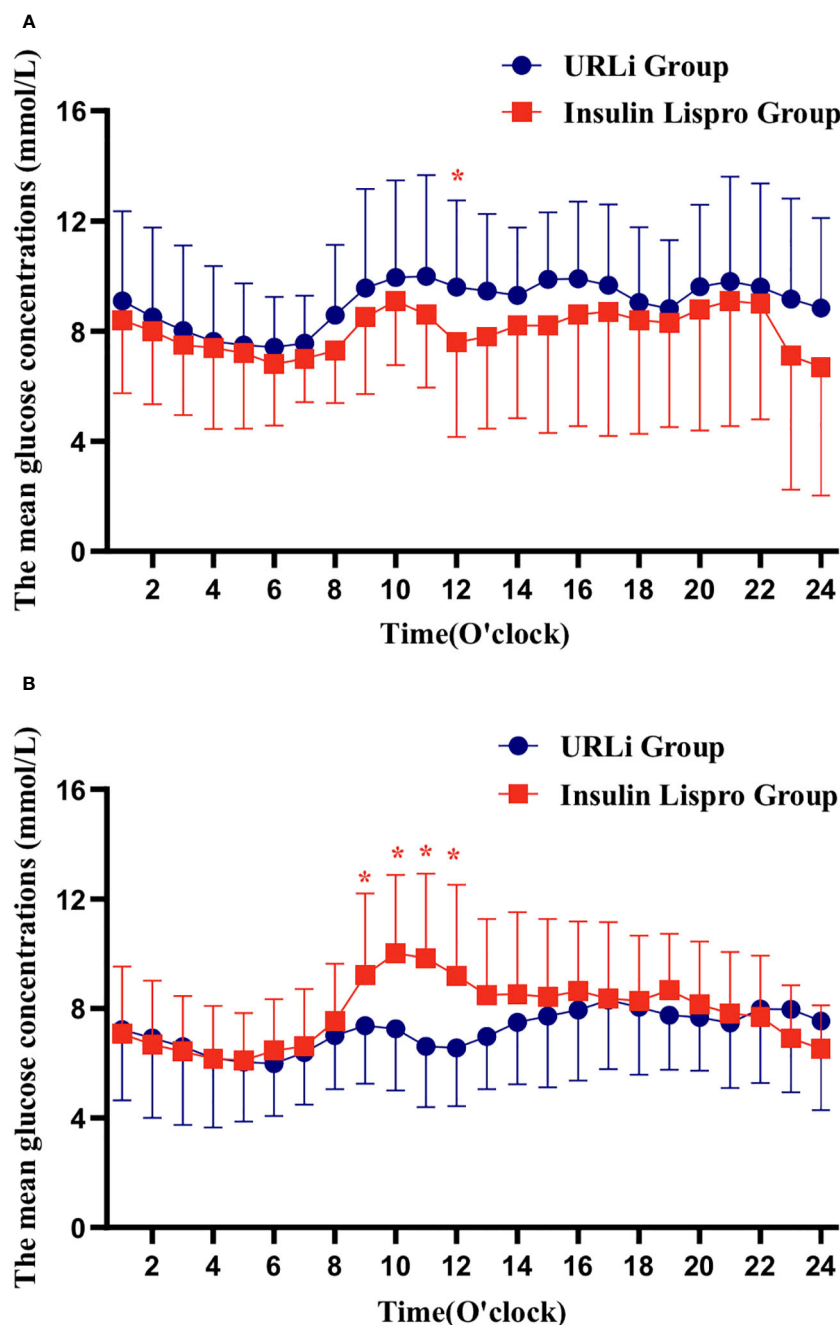 A
The mean glucose concentrations (mmol/L)
URLi Group
Insulin Lispro Group
16
12
8
4
0
*
2 4 6 8 10 12 14 16 18 20 22 24
Time(O'clock)
B
The mean glucose concentrations (mmol/L)
URLi Group
Insulin Lispro Group
16
12
8
4
0
* * * *
2 4 6 8 10 12 14 16 18 20 22 24
Time(O'clock)